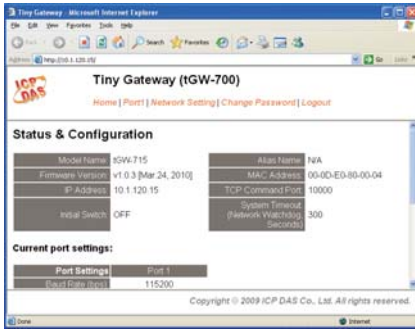 Tiny Gateway - Microsoft Internet Explorer
File Edit View Favorites Tools Help
Search Favorites
Address http://10.1.120.15/ Go Links
ICP DAS
Tiny Gateway (tGW-700)
Home | Port1 | Network Setting | Change Password | Logout
Status & Configuration
Model Name tGW-715 Alias Name N/A
Firmware Version v1.0.3 [Mar.24, 2010] MAC Address 00-0D-E0-80-00-04
IP Address 10.1.120.15 TCP Command Port 10000
Initial Switch OFF System Timeout (Network Watchdog, Seconds) 300
Current port settings:
Port Settings Port 1
Baud Rate (bps) 115200
Copyright © 2009 ICP DAS Co., Ltd. All rights reserved.
Done Internet